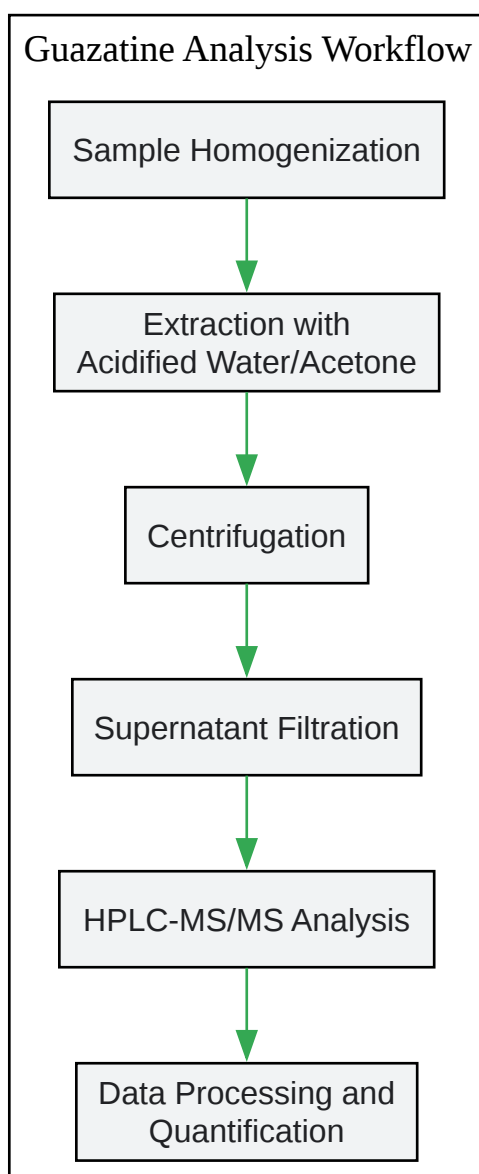 Guazatine Analysis Workflow
Sample Homogenization
Extraction with
Acidified Water/Acetone
Centrifugation
Supernatant Filtration
HPLC-MS/MS Analysis
Data Processing and
Quantification